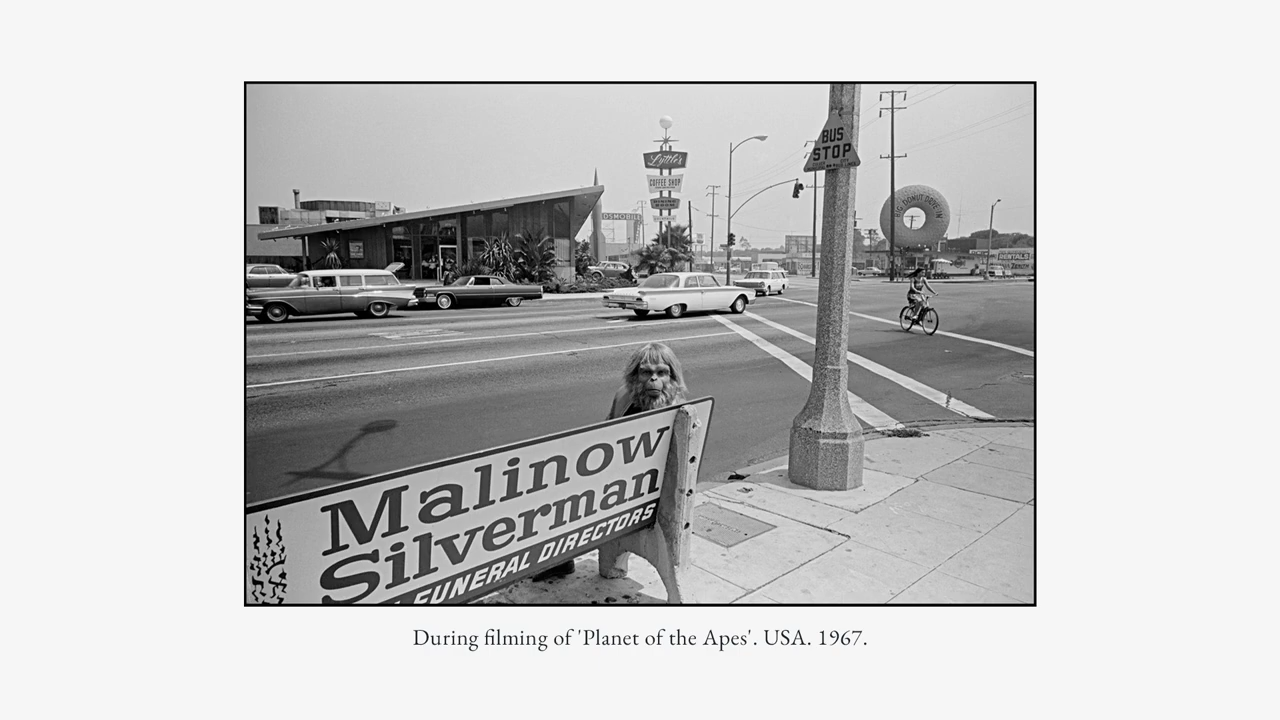 Lyttle's
COFFEE SHOP
BUS
STOP
BIG DONUT DRIVE IN
RENTALS
Malinow
Silverman
FUNERAL DIRECTORS
During filming of 'Planet of the Apes'. USA. 1967.